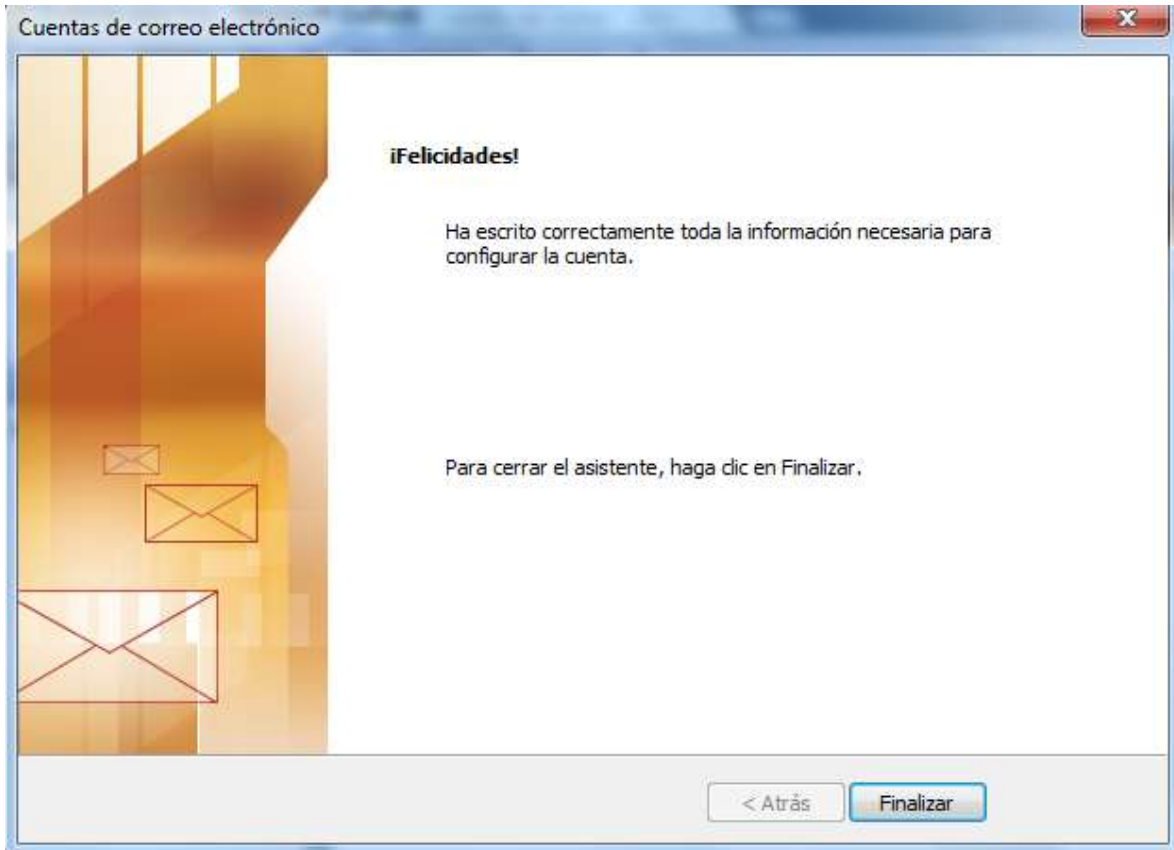 Cuentas de correo electrónico
¡Felicidades!
Ha escrito correctamente toda la información necesaria para
configurar la cuenta.
Para cerrar el asistente, haga clic en Finalizar.
< Atrás
Finalizar